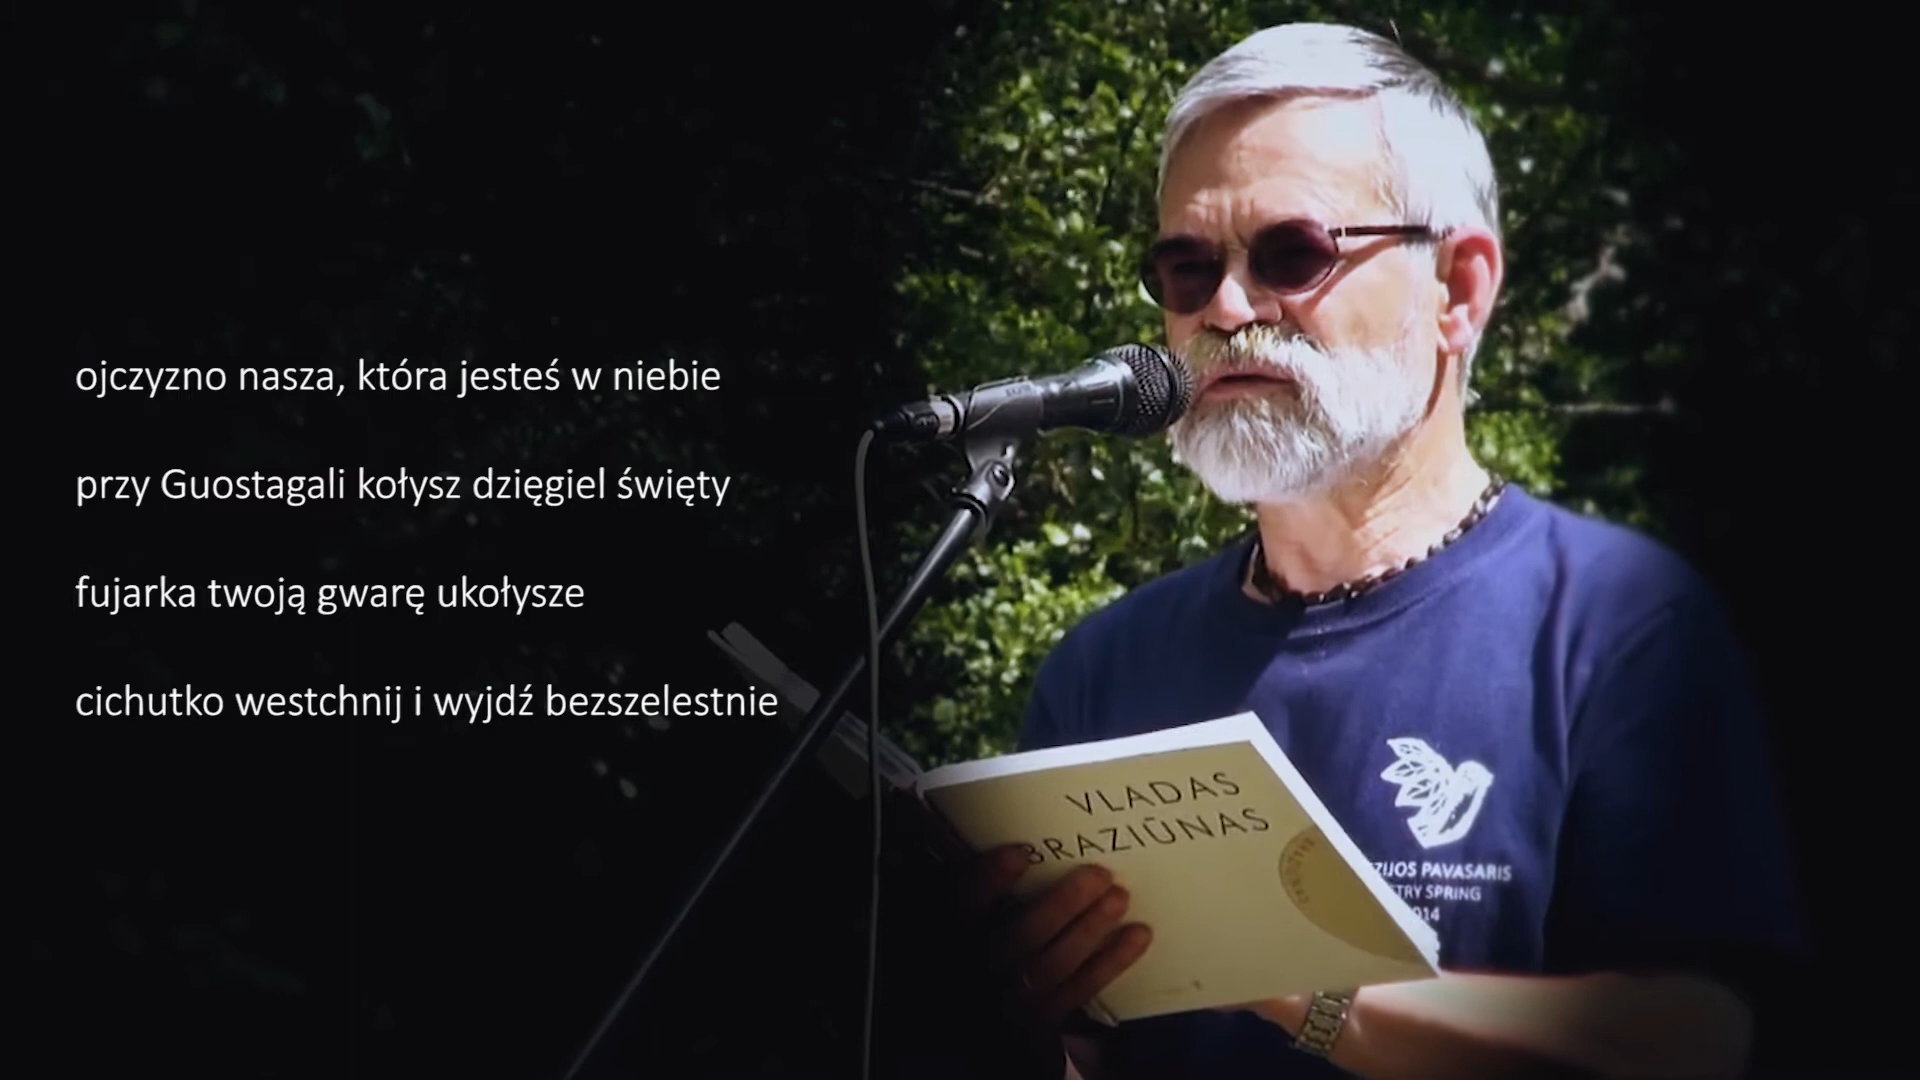 ojczyzno nasza, która jesteś w niebie
przy Guostagali kołysz dzięgiel święty
fujarka twoją gwarę ukołysze
cichutko westchnij i wyjdź bezszelestnie
VLADAS
BRAZIŪNAS
ZIJOS PAVASARIS
TRY SPRING
014